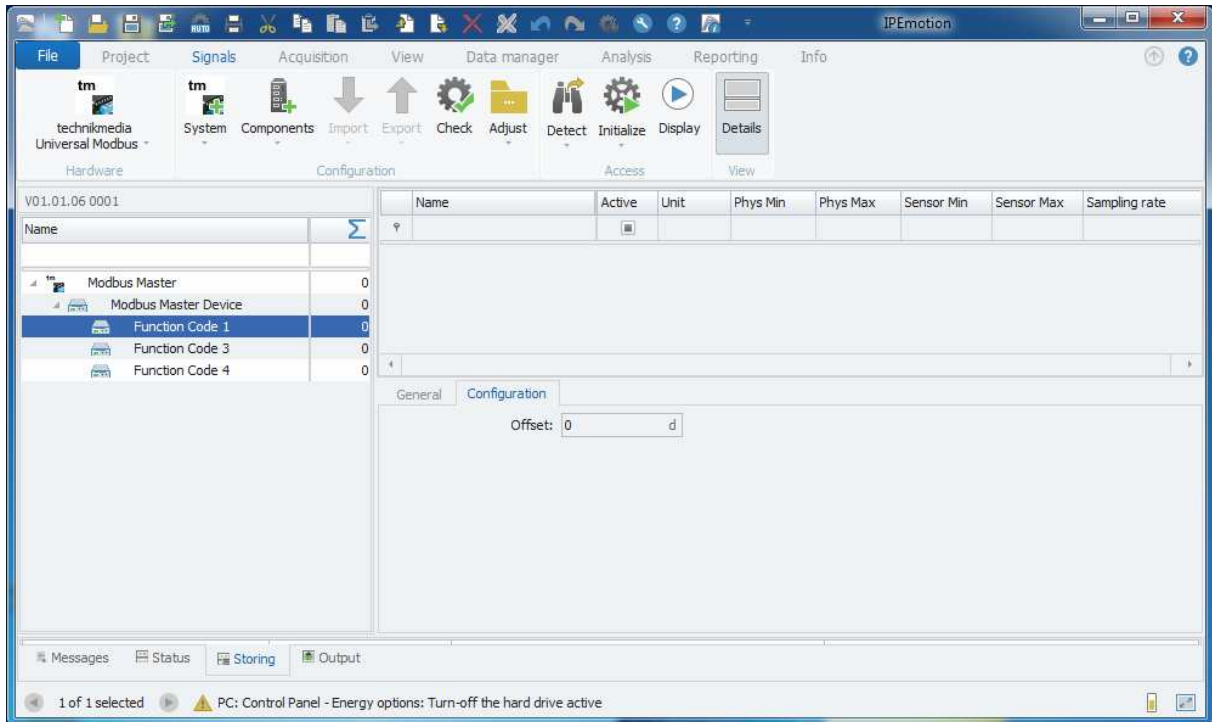 AUTO
IPEmotion
File Project Signals Acquisition View Data manager Analysis Reporting Info
tm tm
technikmedia System Components Import Export Check Adjust Detect Initialize Display Details
Universal Modbus
Hardware Configuration Access View
V01.01.06 0001
Name Active Unit Phys Min Phys Max Sensor Min Sensor Max Sampling rate
Name Σ
tm Modbus Master 0
Modbus Master Device 0
Function Code 1 0
Function Code 3 0
Function Code 4 0
General Configuration
Offset: 0 d
Messages Status Storing Output
1 of 1 selected PC: Control Panel - Energy options: Turn-off the hard drive active